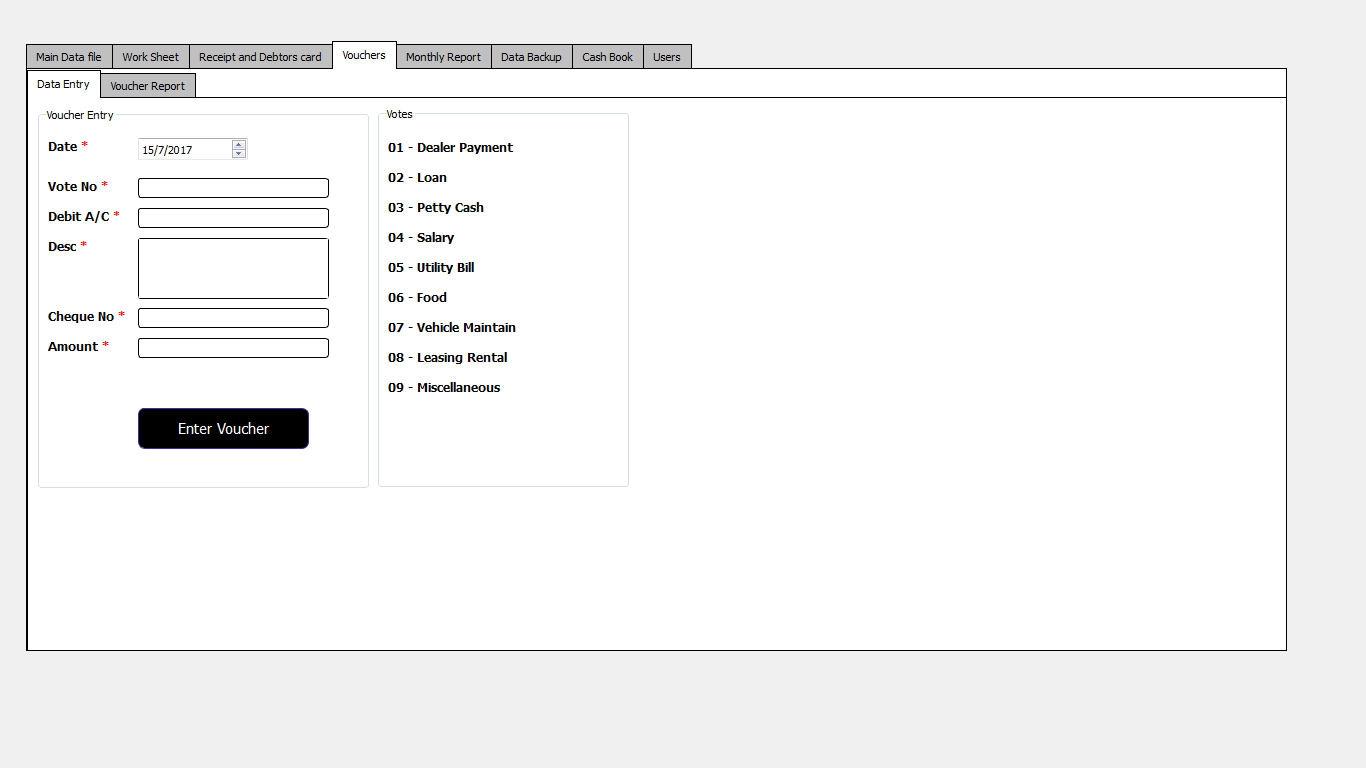 Main Data file Work Sheet Receipt and Debtors card Vouchers Monthly Report Data Backup Cash Book Users
Data Entry Voucher Report
Voucher Entry
Date *
15/7/2017
Vote No *
Debit A/C *
Desc *
Cheque No *
Amount *
Enter Voucher
Votes
01 - Dealer Payment
02 - Loan
03 - Petty Cash
04 - Salary
05 - Utility Bill
06 - Food
07 - Vehicle Maintain
08 - Leasing Rental
09 - Miscellaneous